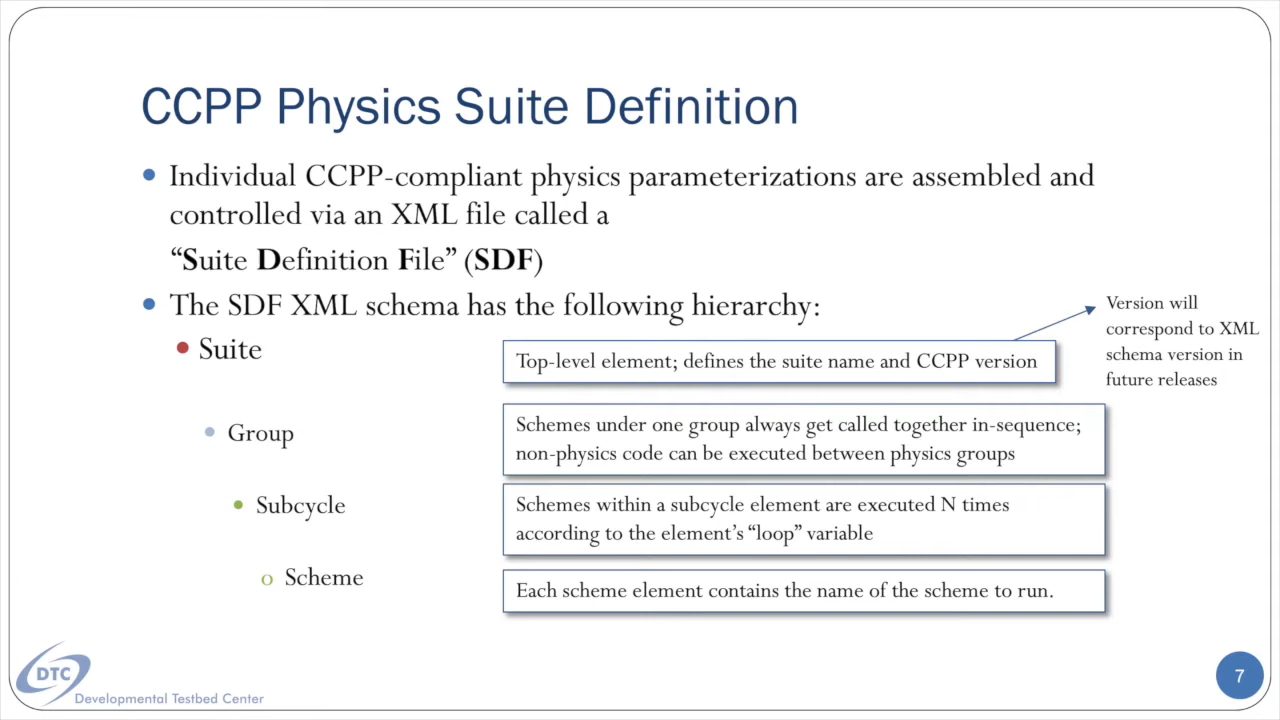 CCPP Physics Suite Definition
• Individual CCPP-compliant physics parameterizations are assembled and
controlled via an XML file called a
“Suite Definition File” (SDF)
• The SDF XML schema has the following hierarchy:
Version will
correspond to XML
schema version in
future releases
• Suite
Top-level element; defines the suite name and CCPP version
• Group
Schemes under one group always get called together in-sequence;
non-physics code can be executed between physics groups
• Subcycle
Schemes within a subcycle element are executed N times
according to the element’s “loop” variable
o Scheme
Each scheme element contains the name of the scheme to run.
DTC
Developmental Testbed Center
7